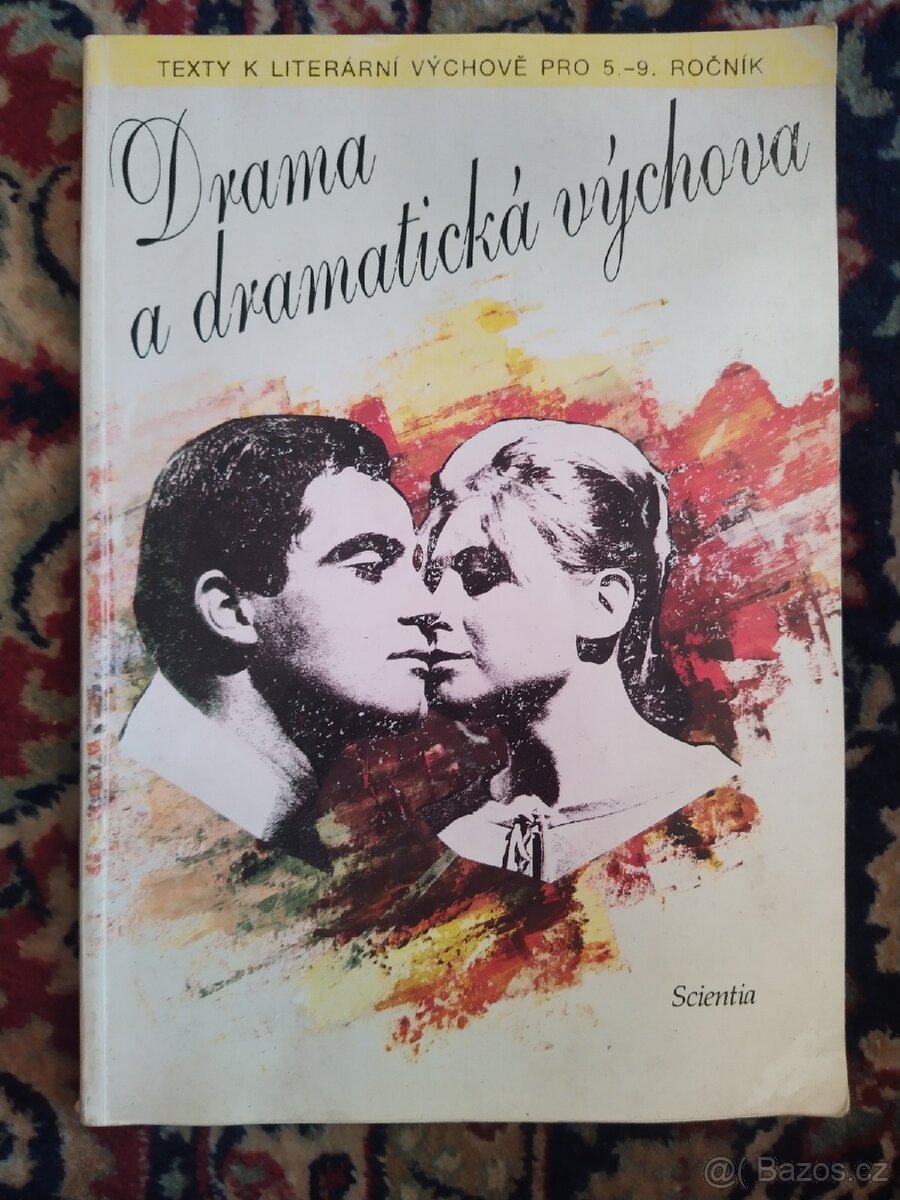 TEXTY K LITERÁRNÍ VÝCHOVĚ PRO 5.–9. ROČNÍK
Drama
a dramatická výchova
Scientia
@( Bazos.cz